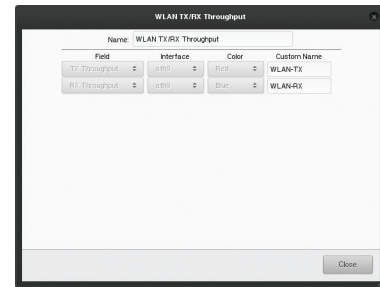 WLAN TX/RX Throughput
Name: WLAN TX/RX Throughput
Field Interface Color Custom Name
TX Throughput ath0 Red WLAN-TX
RX Throughput ath0 Blue WLAN-RX
Close